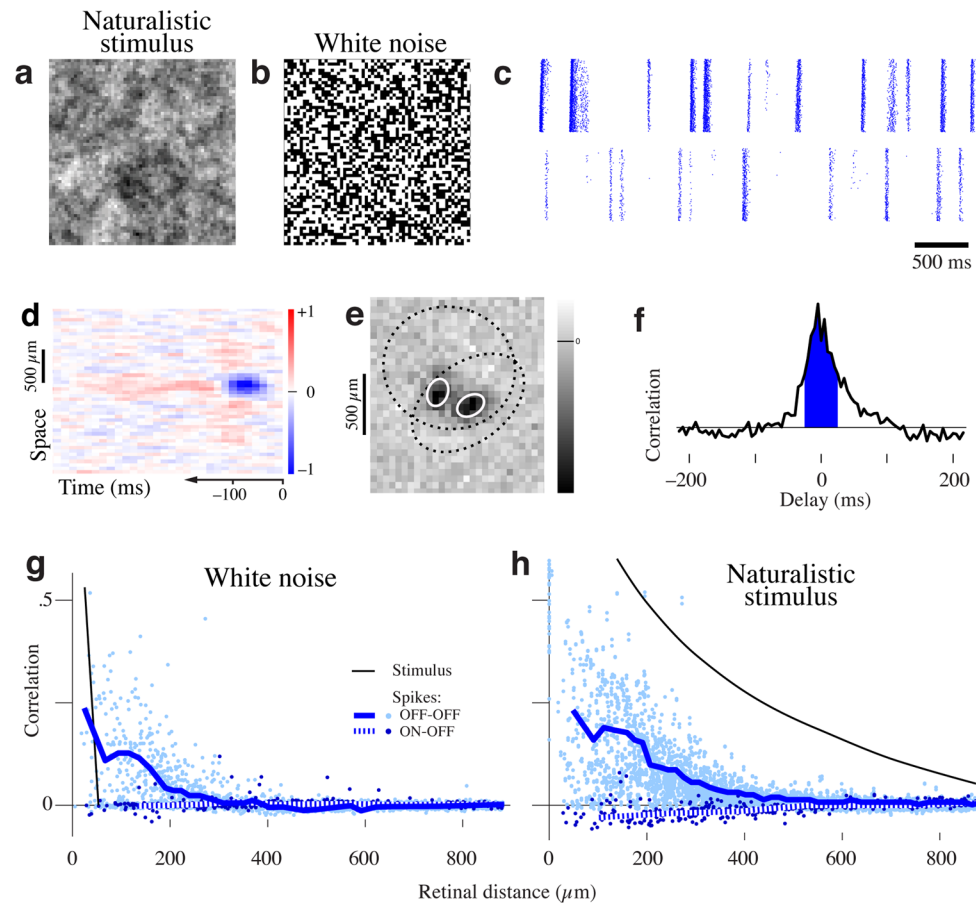 Naturalistic
stimulus
White noise
a
b
c
500 ms
d
500 µm
Space
+1
0
−1
Time (ms)
−100
0
e
500 µm
0
f
Correlation
−200
0
200
Delay (ms)
g
White noise
.5
Correlation
0
Stimulus
Spikes:
OFF-OFF
ON-OFF
0
200
400
600
800
h
Naturalistic
stimulus
0
200
400
600
800
Retinal distance (µm)